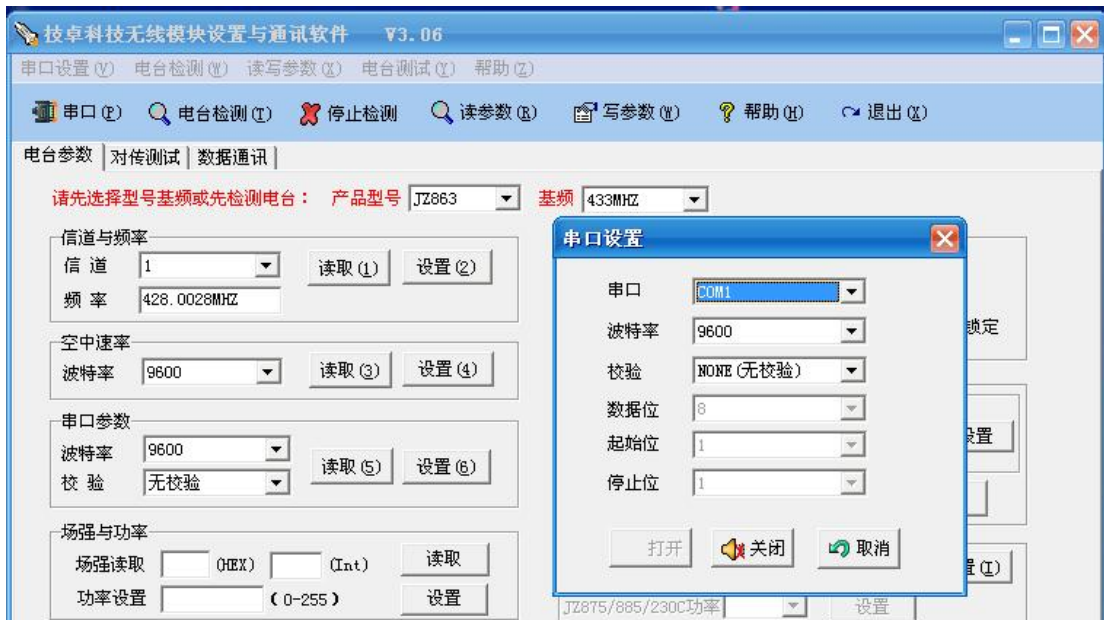 技卓科技无线模块设置与通讯软件 V3.06
串口设置(V) 电台检测(W) 读写参数(X) 电台测试(Y) 帮助(Z)
串口(P) 电台检测(T) 停止检测 读参数(R) 写参数(W) 帮助(H) 退出(X)
电台参数 对传测试 数据通讯
请先选择型号基频或先检测电台： 产品型号 JZ863 基频 433MHZ
信道与频率
信 道 1 读取(1) 设置(2)
频 率 428.0028MHZ
空中速率
波特率 9600 读取(3) 设置(4)
串口参数
波特率 9600 读取(5) 设置(6)
校 验 无校验
场强与功率
场强读取 (HEX) (Int) 读取
功率设置 (0-255) 设置
串口设置
串口 COM1
波特率 9600
校验 NONE(无校验)
数据位 8
起始位 1
停止位 1
打开 关闭 取消
锁定
设置
置(I)
JZ875/885/230C功率 设置